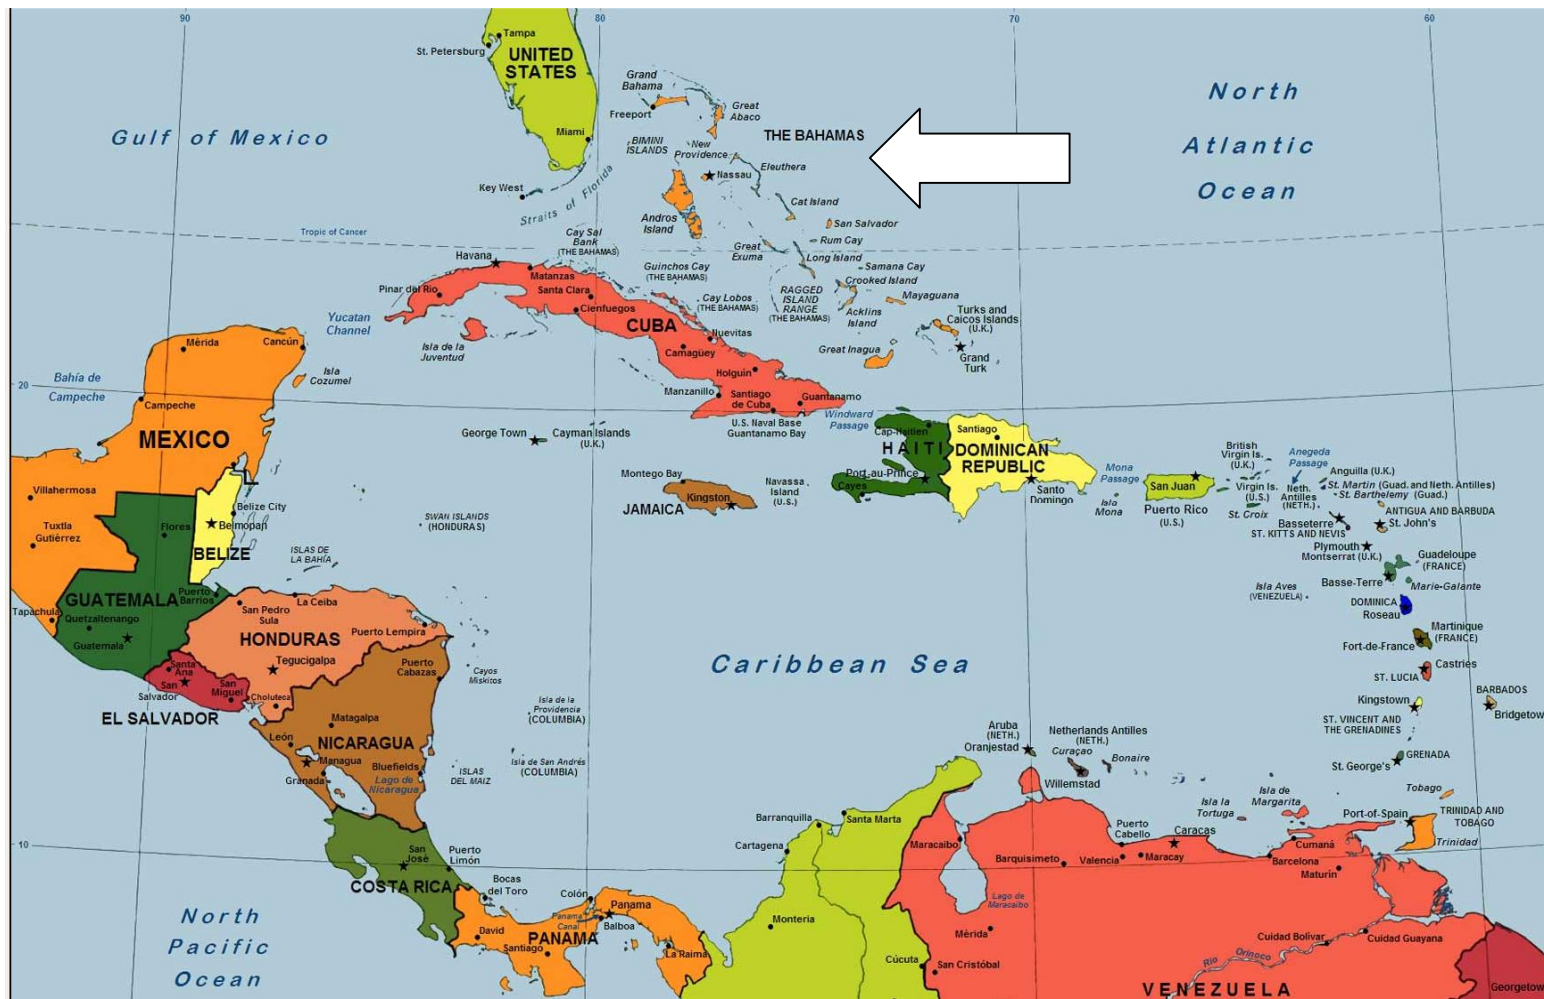 90
80
70
60
Tampa
St. Petersburg
UNITED
STATES
Miami
Key West
Gulf of Mexico
Straits of Florida
Tropic of Cancer
Grand
Bahama
Freeport
Great
Abaco
BIMINI
ISLANDS
New
Providence
Nassau
THE BAHAMAS
Eleuthera
Andros
Island
Cat Island
San Salvador
Rum Cay
Great
Exuma
Long Island
Samana Cay
Crooked Island
Mayaguana
Acklins
Island
RAGGED
ISLAND
RANGE
(THE BAHAMAS)
Cay Sal
Bank
(THE BAHAMAS)
Guinchos Cay
(THE BAHAMAS)
Cay Lobos
(THE BAHAMAS)
Great Inagua
Turks and
Caicos Islands
(U.K.)
Grand
Turk
North
Atlantic
Ocean
Havana
Matanzas
Pinar del Rio
Santa Clara
Cienfuegos
CUBA
Nuevitas
Camagüey
Holguin
Manzanillo
Santiago
de Cuba
Guantanamo
U.S. Naval Base
Guantanamo Bay
Isla de la
Juventud
Yucatan
Channel
Windward
Passage
Mérida
Cancún
Isla
Cozumel
Bahía de
Campeche
20
Campeche
MEXICO
Villahermosa
Tuxtla
Gutiérrez
Tapachula
George Town
Cayman Islands
(U.K.)
Montego Bay
Kingston
JAMAICA
Navassa
Island
(U.S.)
Cap-Haïtien
HAITI
Port-au-Prince
Cayes
Santiago
DOMINICAN
REPUBLIC
Santo
Domingo
Mona
Passage
Isla
Mona
San Juan
Puerto Rico
(U.S.)
British
Virgin Is.
(U.K.)
Virgin Is.
(U.S.)
St. Croix
Anegeda
Passage
Neth.
Antilles
(NETH.)
Anguilla (U.K.)
St. Martin (Guad. and Neth. Antilles)
St. Barthelemy (Guad.)
ANTIGUA AND BARBUDA
St. John's
Basseterre
ST. KITTS AND NEVIS
Plymouth
Montserrat (U.K.)
Guadeloupe
(FRANCE)
Basse-Terre
Marie-Galante
Isla Aves
(VENEZUELA)
DOMINICA
Roseau
Martinique
(FRANCE)
Fort-de-France
Castries
ST. LUCIA
Kingstown
ST. VINCENT AND
THE GRENADINES
BARBADOS
Bridgetow
GRENADA
St. George's
Tobago
Port-of-Spain
TRINIDAD AND
TOBAGO
Trinidad
Belize City
Belmopan
BELIZE
Flores
GUATEMALA
Puerto
Barrios
Quetzaltenango
Guatemala
SWAN ISLANDS
(HONDURAS)
ISLAS DE
LA BAHÍA
La Ceiba
San Pedro
Sula
HONDURAS
Puerto Lempira
Tegucigalpa
Choluteca
Santa
Ana
San
Salvador
San
Miguel
EL SALVADOR
Puerto
Cabazas
Cayos
Miskitos
Matagalpa
León
NICARAGUA
Managua
Granada
Bluefields
Lago de
Nicaragua
ISLAS
DEL MAIZ
Isla de la
Providencia
(COLUMBIA)
Isla de San Andrés
(COLUMBIA)
Caribbean Sea
10
San
José
Puerto
Limón
COSTA RICA
Bocas
del Toro
Colón
Panama
Panama
Canal
Balboa
David
Santiago
PANAMA
La Raima
North
Pacific
Ocean
Barranquilla
Santa Marta
Cartagena
Monteria
Cúcuta
Aruba
(NETH.)
Oranjestad
Netherlands Antilles
(NETH.)
Curaçao
Bonaire
Willemstad
Maracaibo
Lago de
Maracaibo
Mérida
San Cristóbal
Barquisimeto
Puerto
Cabello
Valencia
Maracay
Caracas
Isla la
Tortuga
Isla de
Margarita
Cumaná
Barcelona
Maturín
Cuidad Bolívar
Cuidad Guayana
Rio Orinoco
VENEZUELA
Georgetow